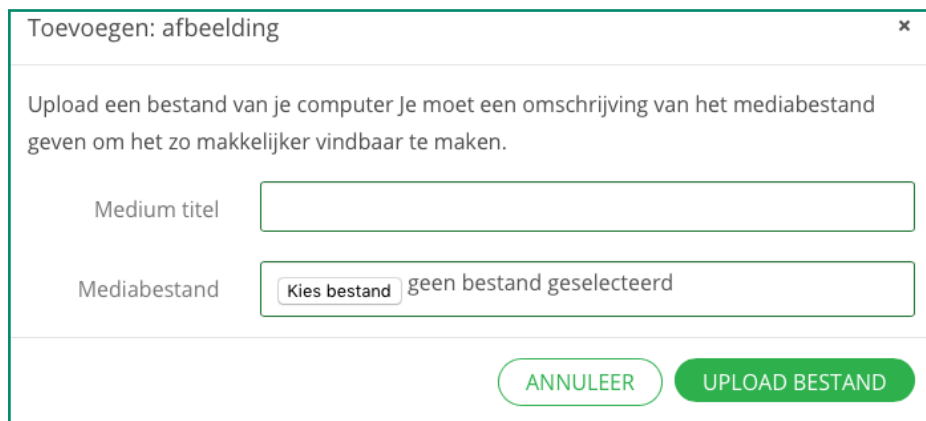 Toevoegen: afbeelding ×
Upload een bestand van je computer Je moet een omschrijving van het mediabestand
geven om het zo makkelijker vindbaar te maken.
Medium titel
Mediabestand Kies bestand geen bestand geselecteerd
ANNULEER UPLOAD BESTAND